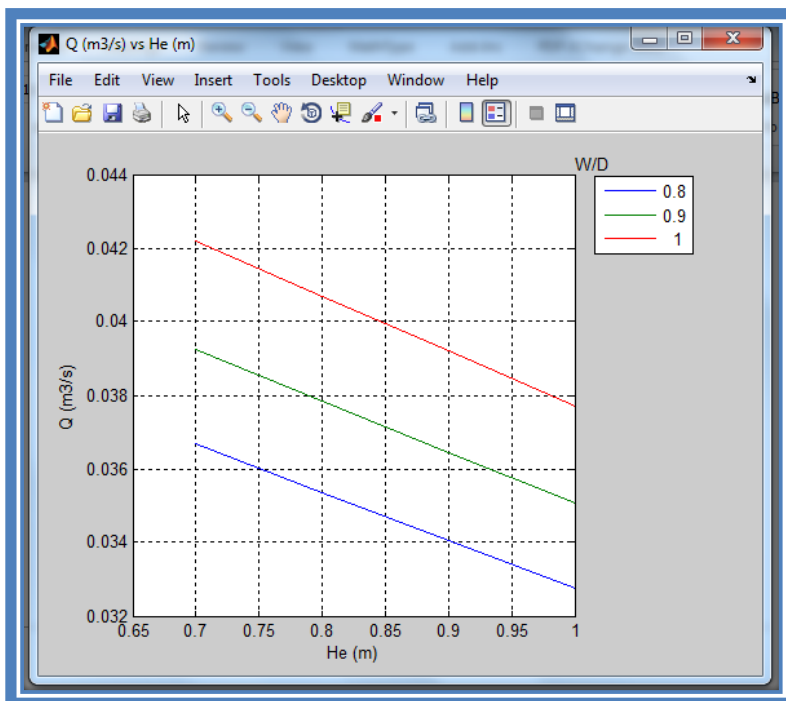 Q (m3/s) vs He (m)
File Edit View Insert Tools Desktop Window Help
W/D
0.8
0.9
1
0.044
0.042
0.04
0.038
0.036
0.034
0.032
Q (m3/s)
0.65 0.7 0.75 0.8 0.85 0.9 0.95 1
He (m)